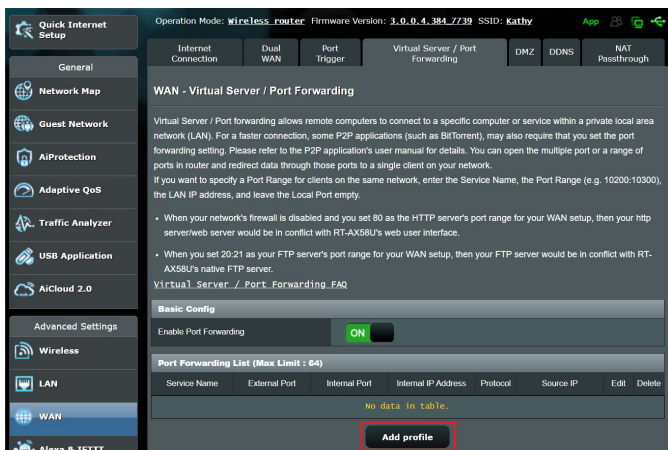 Quick Internet
Setup
General
Network Map
Guest Network
AiProtection
Adaptive QoS
Traffic Analyzer
USB Application
AiCloud 2.0
Advanced Settings
Wireless
LAN
WAN
Alexa & IFTTT
Operation Mode: Wireless router Firmware Version: 3.0.0.4.384_7739 SSID: Kathy App
Internet
Connection
Dual
WAN
Port
Trigger
Virtual Server / Port
Forwarding
DMZ
DDNS
NAT
Passthrough
WAN - Virtual Server / Port Forwarding
Virtual Server / Port forwarding allows remote computers to connect to a specific computer or service within a private local area
network (LAN). For a faster connection, some P2P applications (such as BitTorrent), may also require that you set the port
forwarding setting. Please refer to the P2P application's user manual for details. You can open the multiple port or a range of
ports in router and redirect data through those ports to a single client on your network.
If you want to specify a Port Range for clients on the same network, enter the Service Name, the Port Range (e.g. 10200:10300),
the LAN IP address, and leave the Local Port empty.
• When your network's firewall is disabled and you set 80 as the HTTP server's port range for your WAN setup, then your http
server/web server would be in conflict with RT-AX58U's web user interface.
• When you set 20:21 as your FTP server's port range for your WAN setup, then your FTP server would be in conflict with RT-
AX58U's native FTP server.
Virtual Server / Port Forwarding FAQ
Basic Config
Enable Port Forwarding ON
Port Forwarding List (Max Limit : 64)
Service Name External Port Internal Port Internal IP Address Protocol Source IP Edit Delete
No data in table.
Add profile